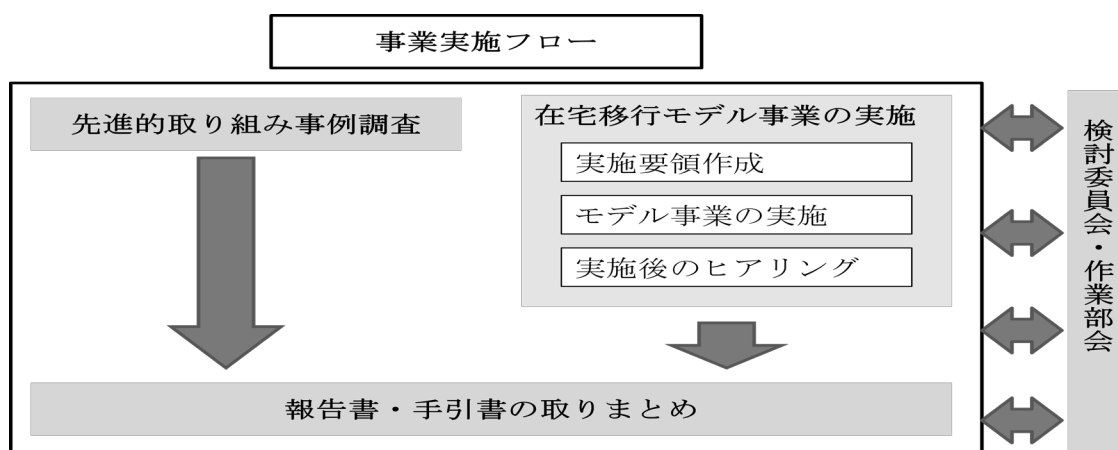 事業実施フロー
先進的取り組み事例調査
在宅移行モデル事業の実施
実施要領作成
モデル事業の実施
実施後のヒアリング
報告書・手引書の取りまとめ
検討委員会・作業部会